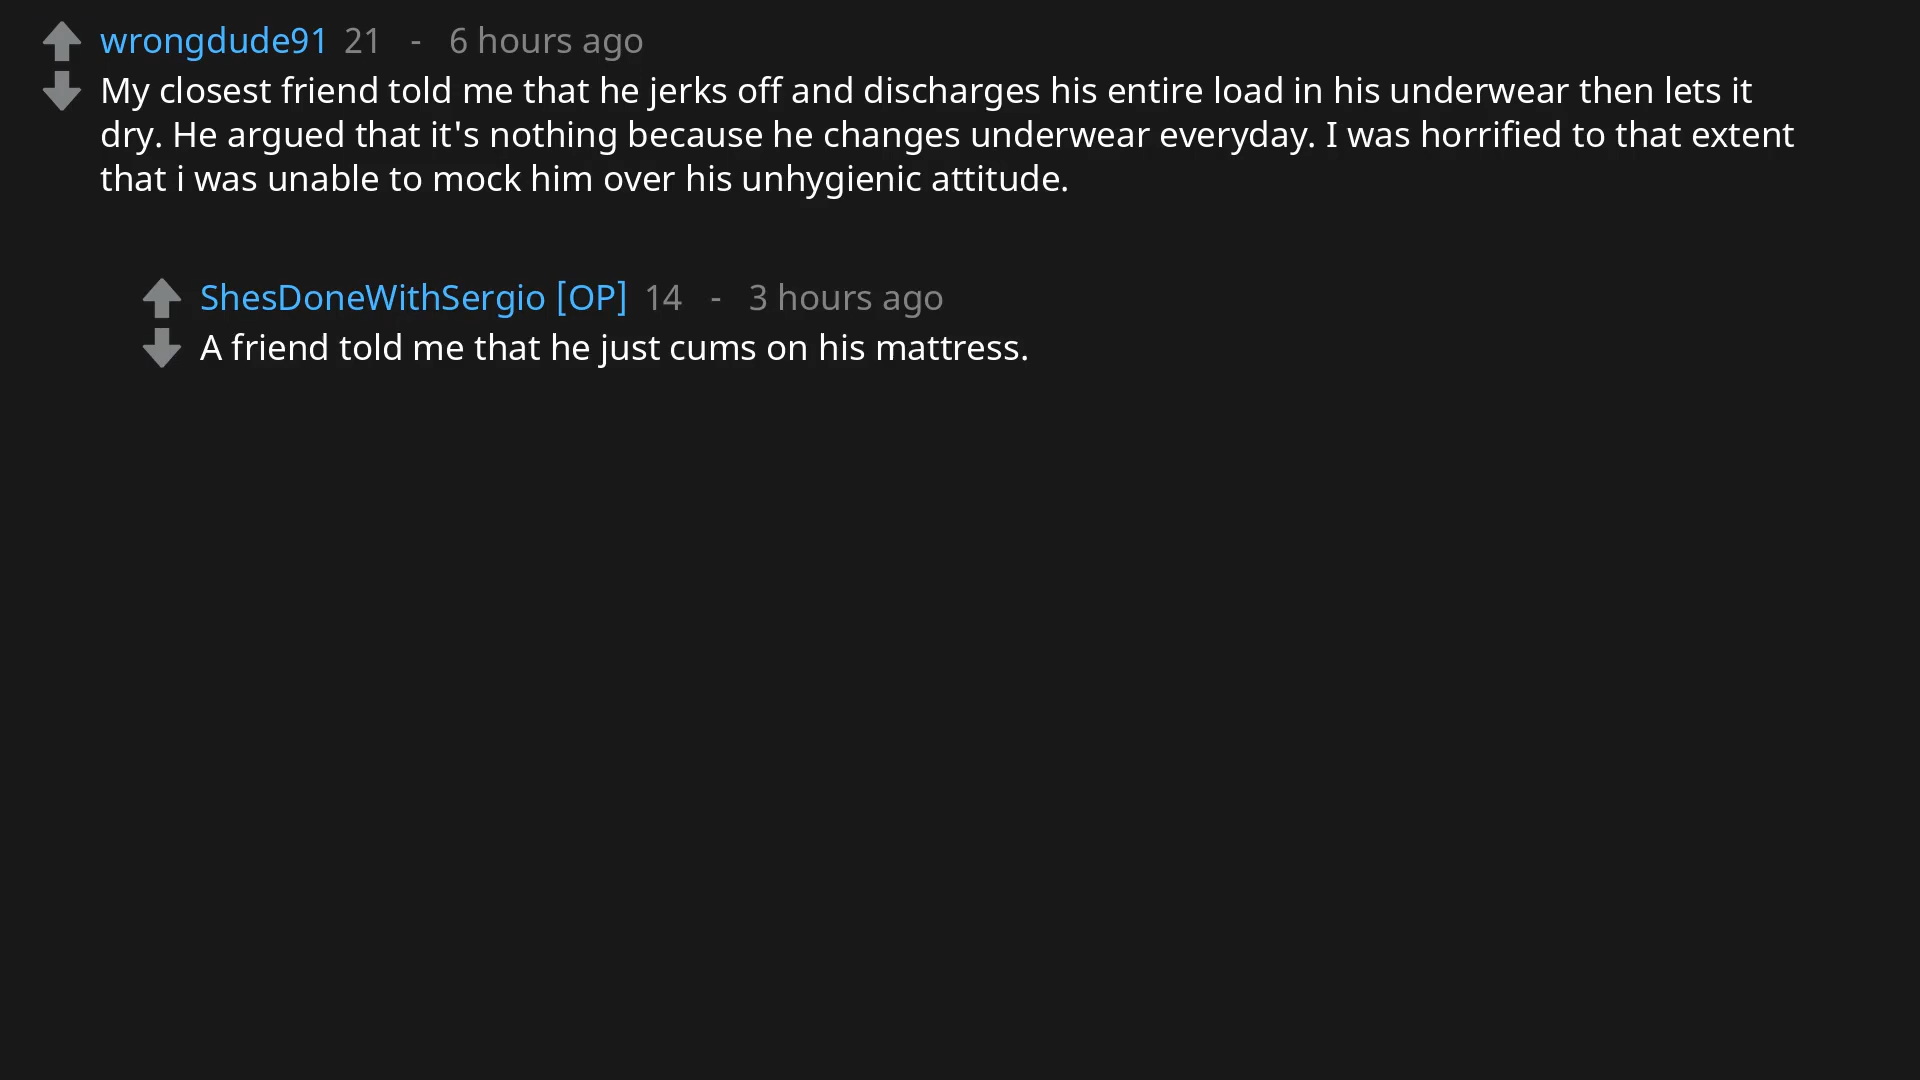 wrongdude91 21 - 6 hours ago
My closest friend told me that he jerks off and discharges his entire load in his underwear then lets it
dry. He argued that it's nothing because he changes underwear everyday. I was horrified to that extent
that i was unable to mock him over his unhygienic attitude.
ShesDoneWithSergio [OP] 14 - 3 hours ago
A friend told me that he just cums on his mattress.